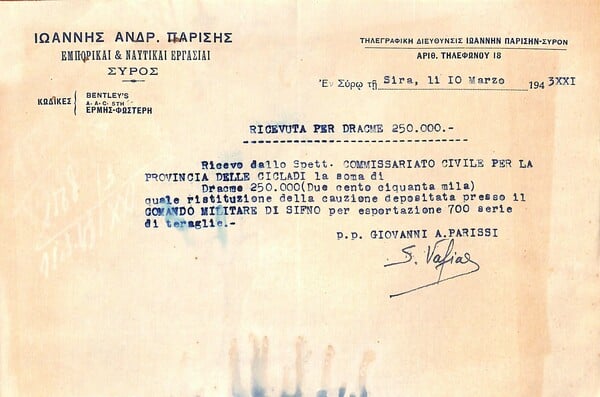 ΙΩΑΝΝΗΣ ΑΝΔΡ. ΠΑΡΙΣΗΣ
ΕΜΠΟΡΙΚΑΙ & ΝΑΥΤΙΚΑΙ ΕΡΓΑΣΙΑΙ
ΣΥΡΟΣ
ΚΩΔΙΚΕΣ
BENTLEY'S
A-A-C-5TH
ΕΡΜΗΣ-ΦΩΣΤΕΡΗ
ΤΗΛΕΓΡΑΦΙΚΗ ΔΙΕΥΘΥΝΣΙΣ ΙΩΑΝΝΗΝ ΠΑΡΙΣΗΝ-ΣΥΡΟΝ
ΑΡΙΘ. ΤΗΛΕΦΩΝΟΥ 18
Ἐν Σύρῳ τῇ Sira, li 10 Marzo 1943XXI
RICEVUTA PER DRACME 250.000.-
Ricevo dallo Spett. COMMISSARIATO CIVILE PER LA
PROVINCIA DELLE CICLADI la soma di
Dracme 250.000(Due cento ciquanta mila)
quale ristituzione della cauzione depositata presso il
COMANDO MILITARE DI SIFNO per esportazione 700 serie
di teraglie.-
p.p. GIOVANNI A.PARISSI
S. Vafias